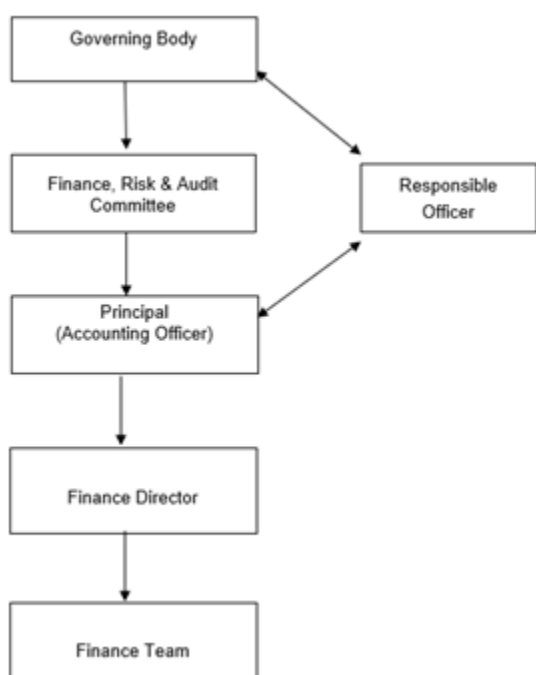 Governing Body
Finance, Risk & Audit
Committee
Responsible
Officer
Principal
(Accounting Officer)
Finance Director
Finance Team